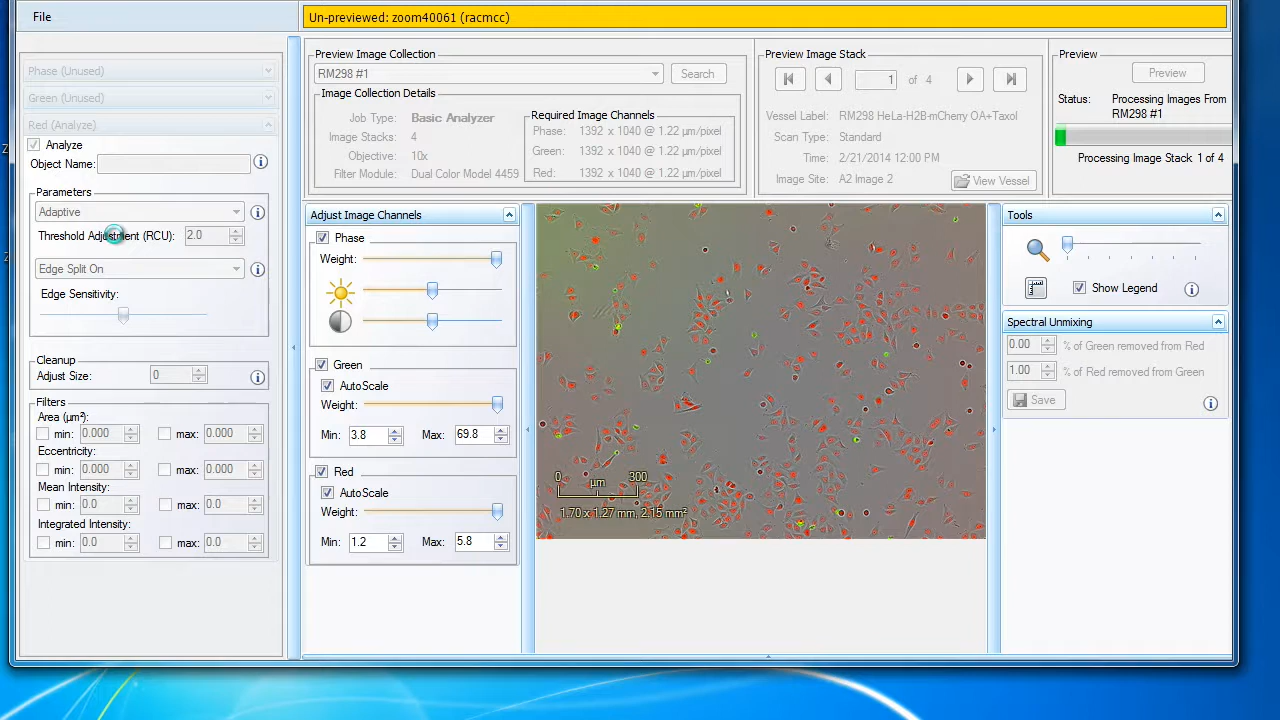 File
Un-previewed: zoom40061 (racmcc)
Phase (Unused)
Green (Unused)
Red (Analyze)
Analyze
Object Name:
Parameters
Adaptive
Threshold Adjustment (RCU): 2.0
Edge Split On
Edge Sensitivity:
Cleanup
Adjust Size: 0
Filters
Area (µm²):
min: 0.000 max: 0.000
Eccentricity:
min: 0.000 max: 0.000
Mean Intensity:
min: 0.0 max: 0.0
Integrated Intensity:
min: 0.0 max: 0.0
Preview Image Collection
RM298 #1 Search
Image Collection Details
Job Type: Basic Analyzer
Image Stacks: 4
Objective: 10x
Filter Module: Dual Color Model 4459
Required Image Channels
Phase: 1392 x 1040 @ 1.22 µm/pixel
Green: 1392 x 1040 @ 1.22 µm/pixel
Red: 1392 x 1040 @ 1.22 µm/pixel
Preview Image Stack
1 of 4
Vessel Label: RM298 HeLa-H2B-mCherry OA+Taxol
Scan Type: Standard
Time: 2/21/2014 12:00 PM
Image Site: A2 Image 2
View Vessel
Preview
Preview
Status: Processing Images From
RM298 #1
Processing Image Stack 1 of 4
Adjust Image Channels
Phase
Weight:
Green
AutoScale
Weight:
Min: 3.8 Max: 69.8
Red
AutoScale
Weight:
Min: 1.2 Max: 5.8
0 µm 300
1.70 x 1.27 mm, 2.15 mm²
Tools
Show Legend
Spectral Unmixing
0.00 % of Green removed from Red
1.00 % of Red removed from Green
Save